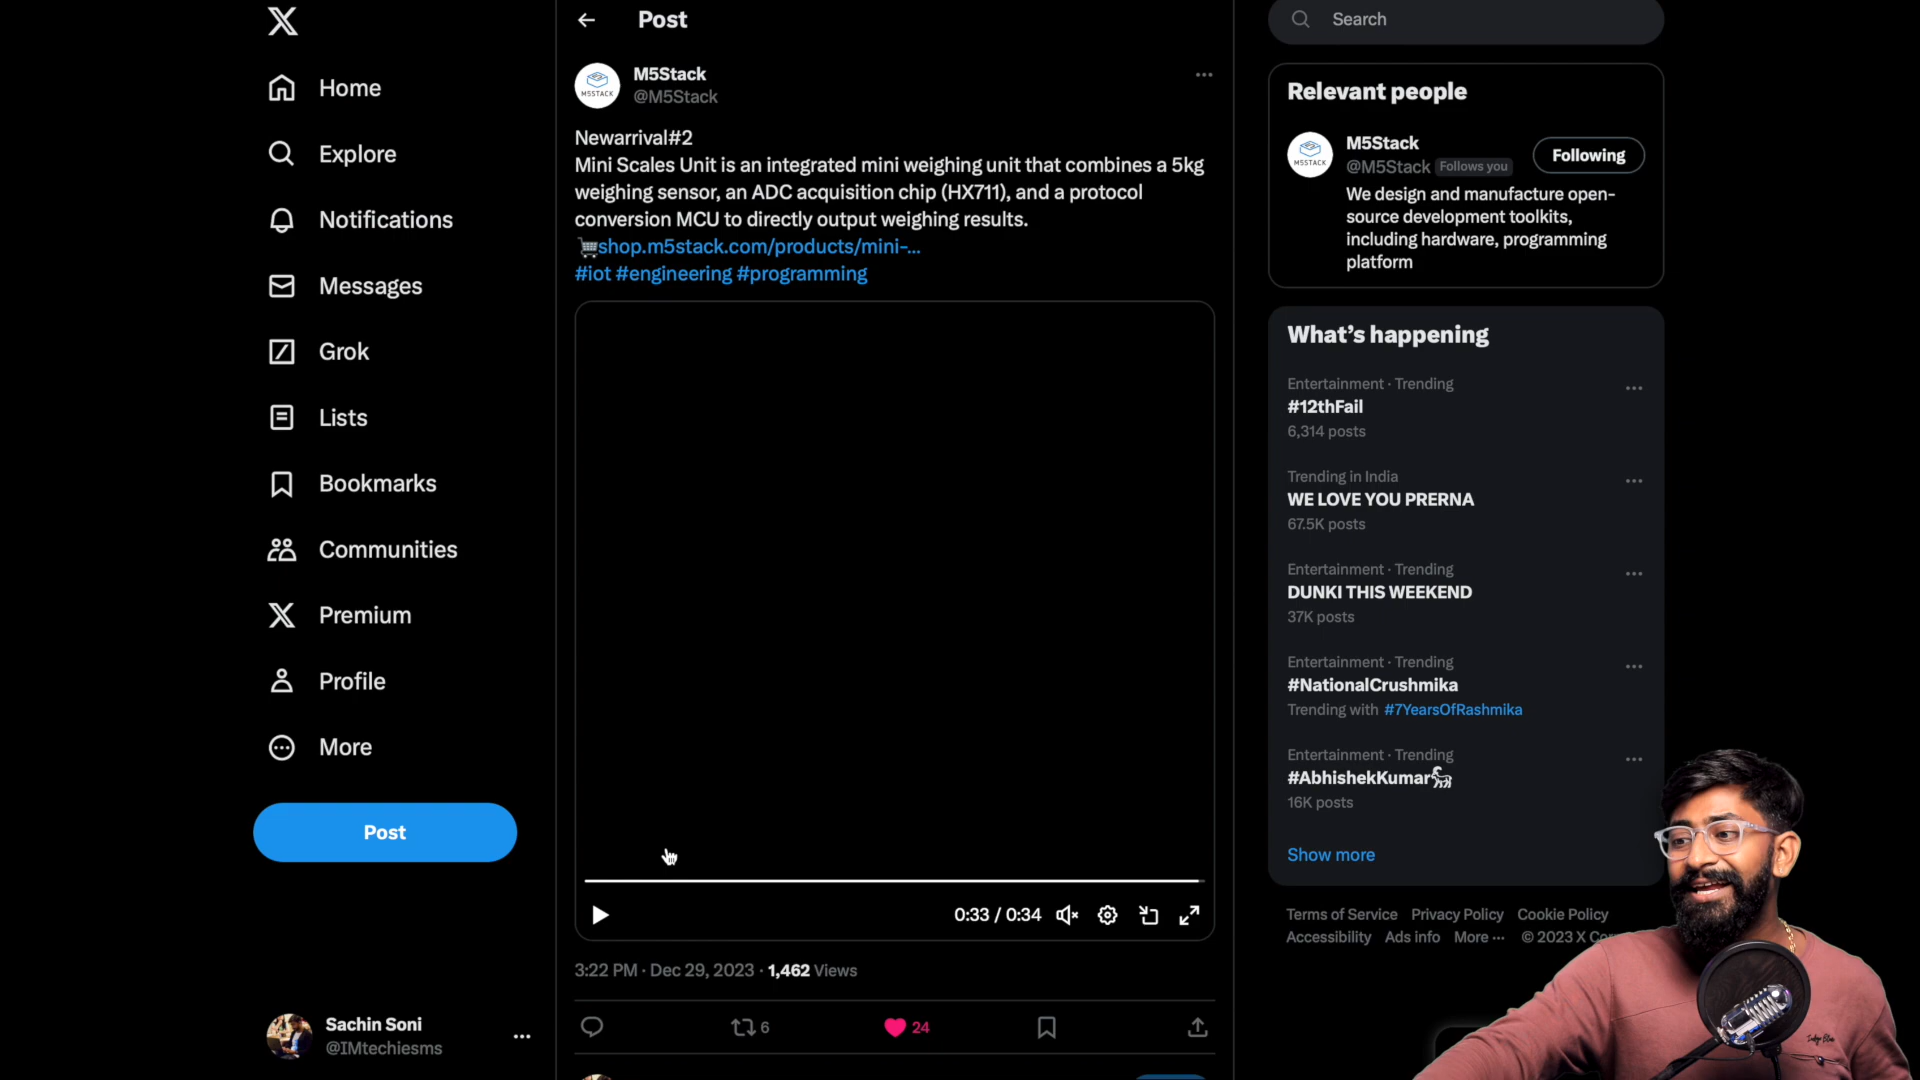 Home
Explore
Notifications
Messages
Grok
Lists
Bookmarks
Communities
Premium
Profile
More
Post
Sachin Soni
@IMtechiesms
Post
M5STACK
M5Stack
@M5Stack
Newarrival#2
Mini Scales Unit is an integrated mini weighing unit that combines a 5kg
weighing sensor, an ADC acquisition chip (HX711), and a protocol
conversion MCU to directly output weighing results.
🛒shop.m5stack.com/products/mini-...
#iot #engineering #programming
0:33 / 0:34
3:22 PM · Dec 29, 2023 · 1,462 Views
6
24
Search
Relevant people
M5STACK
M5Stack
@M5Stack Follows you
Following
We design and manufacture open-
source development toolkits,
including hardware, programming
platform
What's happening
Entertainment · Trending
#12thFail
6,314 posts
Trending in India
WE LOVE YOU PRERNA
67.5K posts
Entertainment · Trending
DUNKI THIS WEEKEND
37K posts
Entertainment · Trending
#NationalCrushmika
Trending with #7YearsOfRashmika
Entertainment · Trending
#AbhishekKumar🐐
16K posts
Show more
Terms of Service Privacy Policy Cookie Policy
Accessibility Ads info More ··· © 2023 X